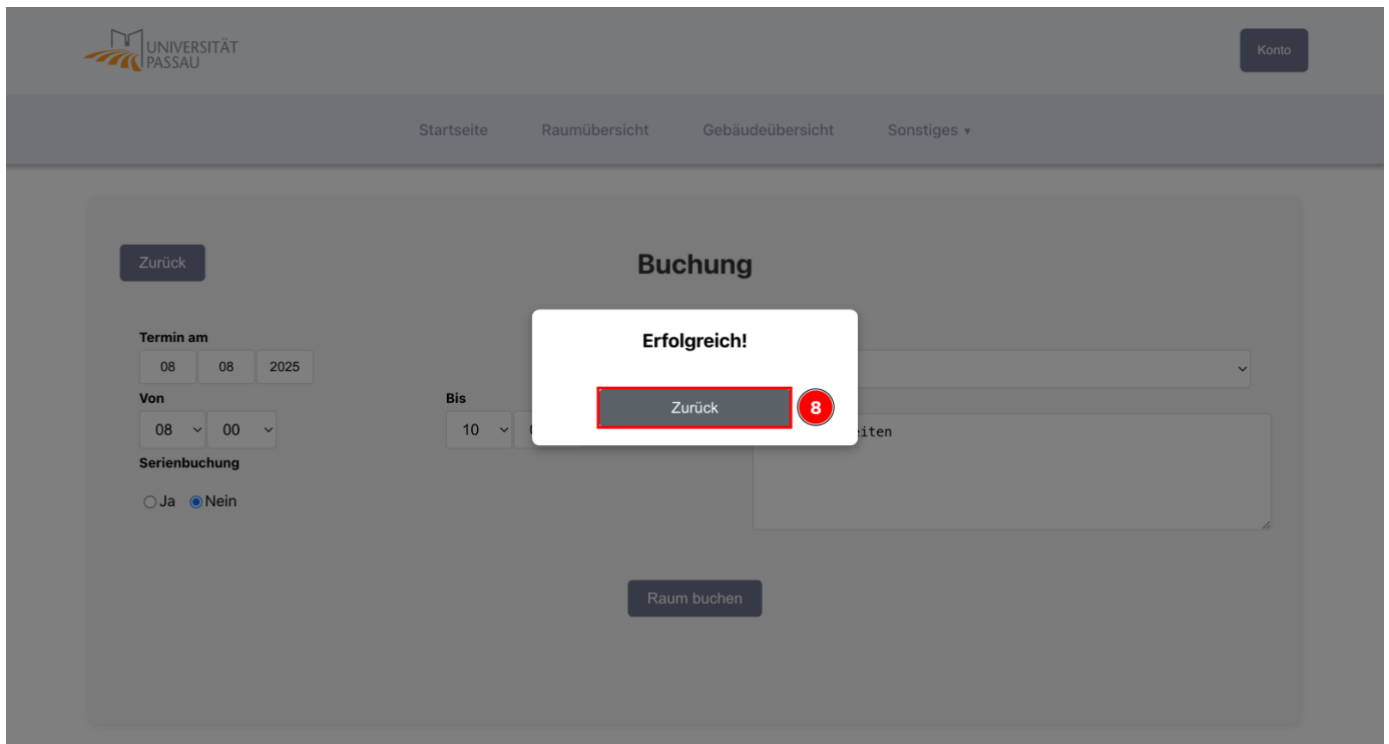 UNIVERSITÄT
PASSAU
Konto
Startseite Raumübersicht Gebäudeübersicht Sonstiges ▾
Zurück
Buchung
Termin am
08 08 2025
Von Bis
08 00 10
Serienbuchung
Ja Nein
Erfolgreich!
Zurück 8
Raum buchen